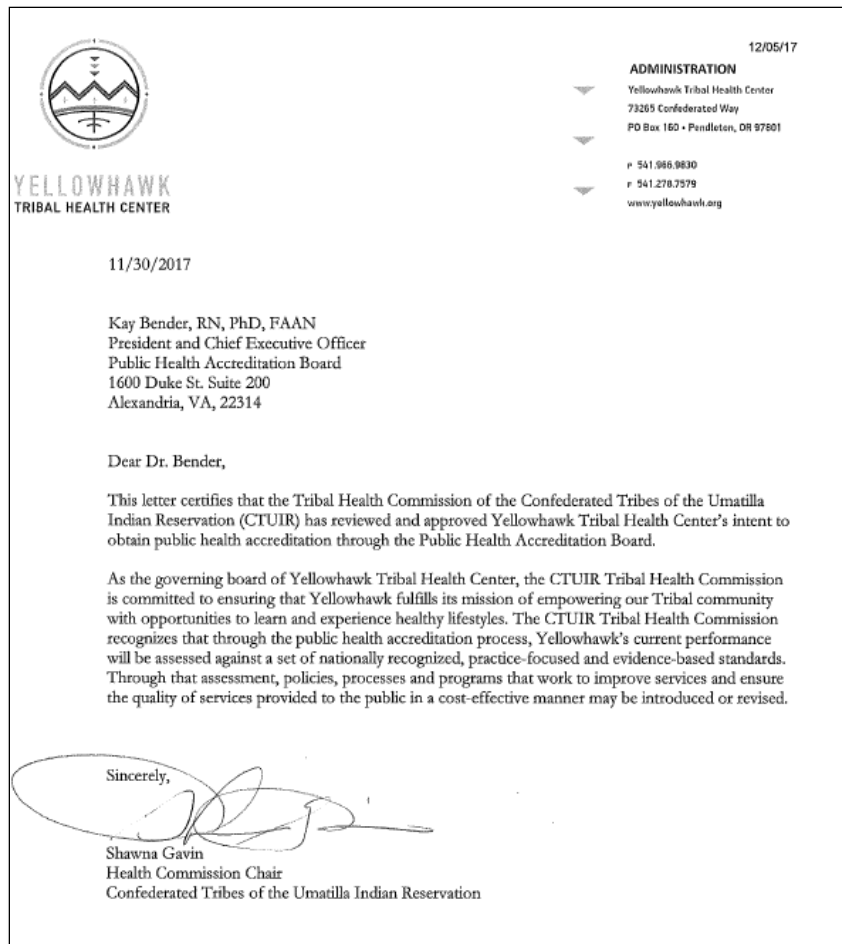 12/05/17
ADMINISTRATION
Yellowhawk Tribal Health Center
73265 Confederated Way
PO Box 160 • Pendleton, OR 97801
P 541.966.9830
F 541.278.7579
www.yellowhawk.org
YELLOWHAWK
TRIBAL HEALTH CENTER
11/30/2017
Kay Bender, RN, PhD, FAAN
President and Chief Executive Officer
Public Health Accreditation Board
1600 Duke St. Suite 200
Alexandria, VA, 22314
Dear Dr. Bender,
This letter certifies that the Tribal Health Commission of the Confederated Tribes of the Umatilla
Indian Reservation (CTUIR) has reviewed and approved Yellowhawk Tribal Health Center's intent to
obtain public health accreditation through the Public Health Accreditation Board.
As the governing board of Yellowhawk Tribal Health Center, the CTUIR Tribal Health Commission
is committed to ensuring that Yellowhawk fulfills its mission of empowering our Tribal community
with opportunities to learn and experience healthy lifestyles. The CTUIR Tribal Health Commission
recognizes that through the public health accreditation process, Yellowhawk's current performance
will be assessed against a set of nationally recognized, practice-focused and evidence-based standards.
Through that assessment, policies, processes and programs that work to improve services and ensure
the quality of services provided to the public in a cost-effective manner may be introduced or revised.
Sincerely,
Shawna Gavin
Health Commission Chair
Confederated Tribes of the Umatilla Indian Reservation